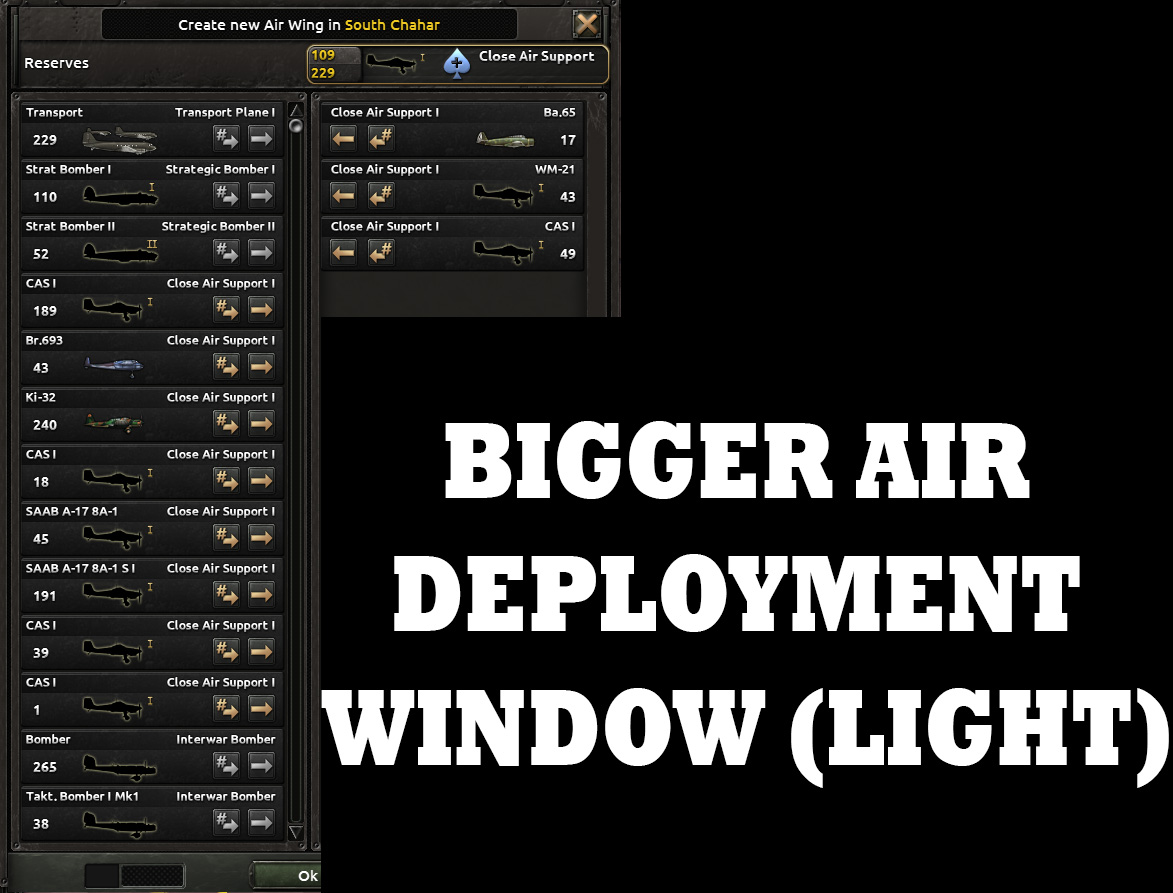 Create new Air Wing in South Chahar
Reserves
109
229
I
Close Air Support
Transport Transport Plane I
229 #
Strat Bomber I Strategic Bomber I
110 I #
Strat Bomber II Strategic Bomber II
52 II #
CAS I Close Air Support I
189 I #
Br.693 Close Air Support I
43 #
Ki-32 Close Air Support I
240 #
CAS I Close Air Support I
18 I #
SAAB A-17 8A-1 Close Air Support I
45 I #
SAAB A-17 8A-1 S I Close Air Support I
191 I #
CAS I Close Air Support I
39 I #
CAS I Close Air Support I
1 I #
Bomber Interwar Bomber
265 #
Takt. Bomber I Mk1 Interwar Bomber
38 #
Close Air Support I Ba.65
# 17
Close Air Support I WM-21
# I 43
Close Air Support I CAS I
# I 49
Ok
BIGGER AIR
DEPLOYMENT
WINDOW (LIGHT)